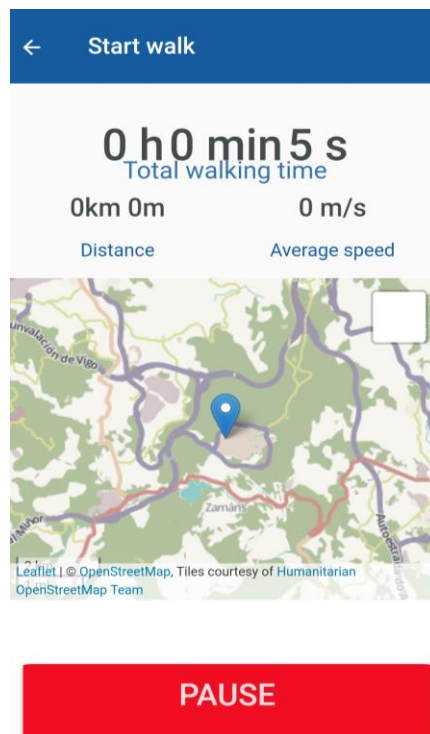 Start walk
0 h 0 min 5 s
Total walking time
0km 0m
0 m/s
Distance
Average speed
de Vigo
Zamáns
Leaflet | © OpenStreetMap, Tiles courtesy of Humanitarian
OpenStreetMap Team
PAUSE